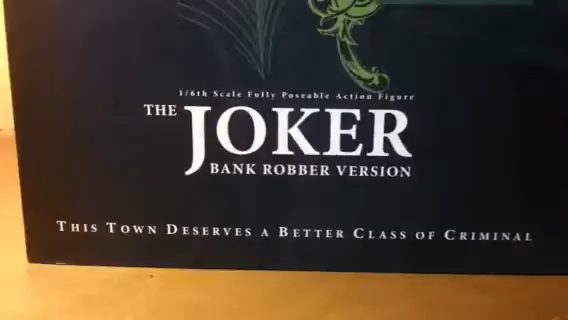 1/6th Scale Fully Poseable Action Figure
THE JOKER
BANK ROBBER VERSION
THIS TOWN DESERVES A BETTER CLASS OF CRIMINAL